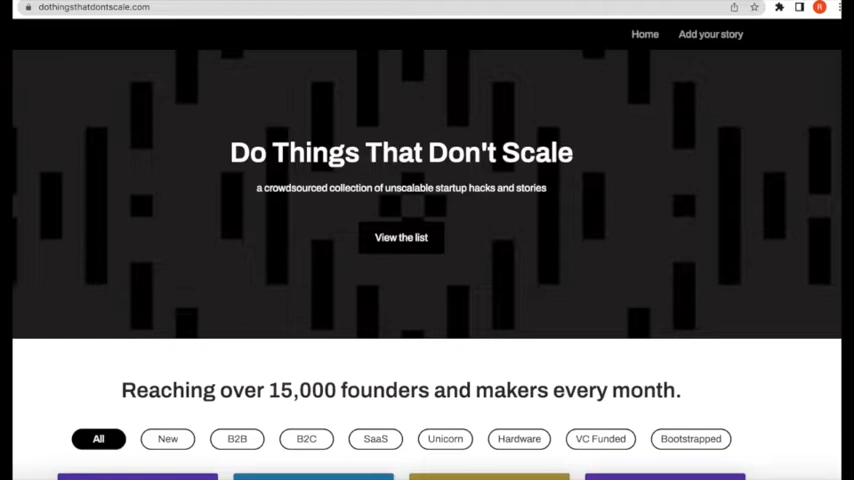 dothingsthatdontscale.com
Home Add your story
Do Things That Don't Scale
a crowdsourced collection of unscalable startup hacks and stories
View the list
Reaching over 15,000 founders and makers every month.
All New B2B B2C SaaS Unicorn Hardware VC Funded Bootstrapped